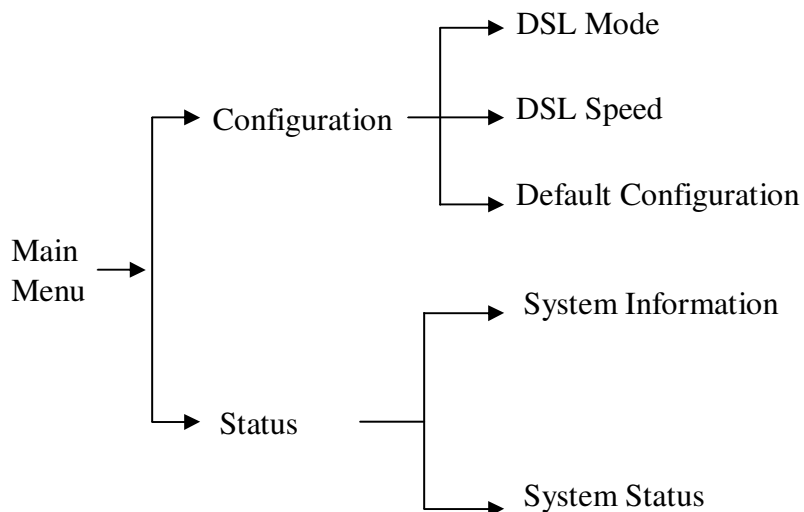 DSL Mode
Configuration
DSL Speed
Default Configuration
Main
Menu
System Information
Status
System Status